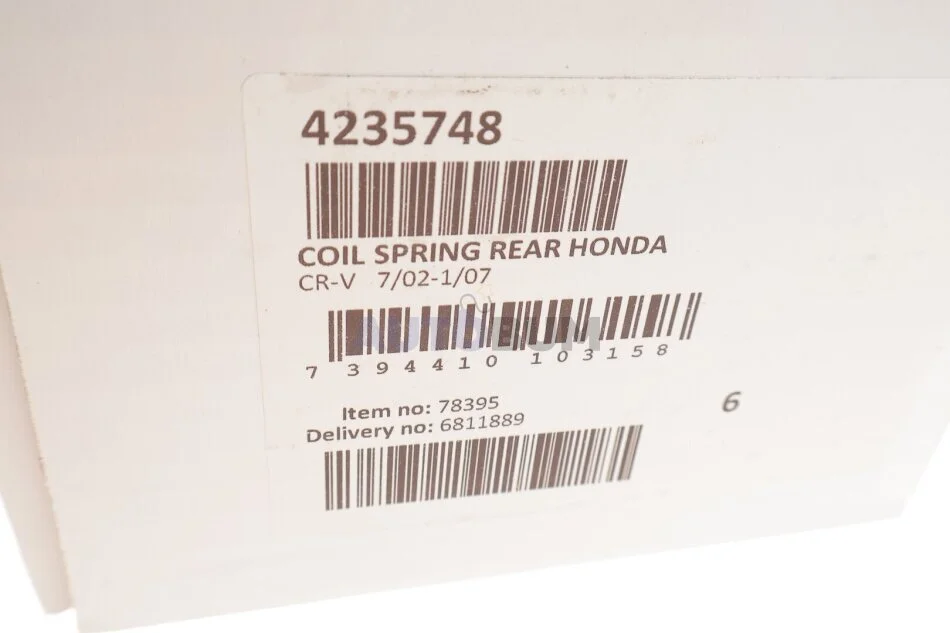 4235748
COIL SPRING REAR HONDA
CR-V 7/02-1/07
AUTOBUM
7 394410 103158
Item no: 78395
6
Delivery no: 6811889